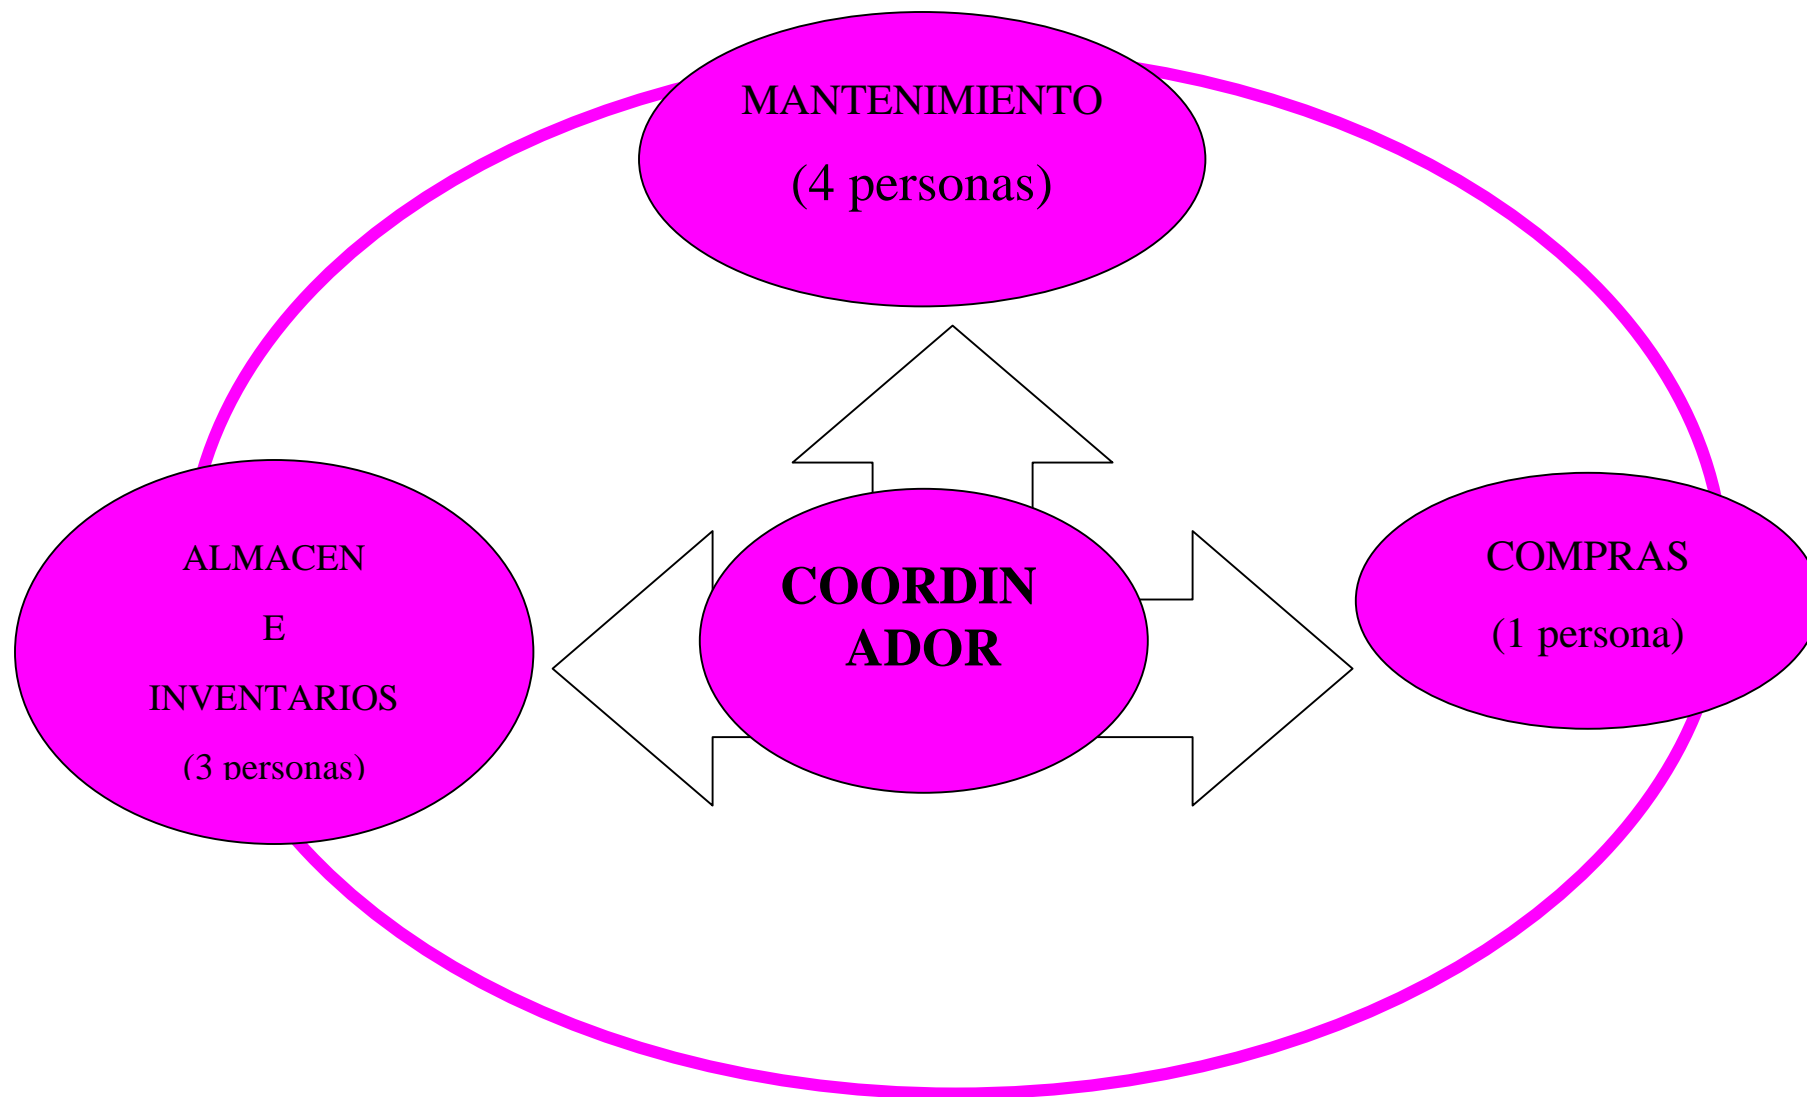 MANTENIMIENTO
(4 personas)
ALMACEN
E
INVENTARIOS
(3 personas)
COORDIN
ADOR
COMPRAS
(1 persona)